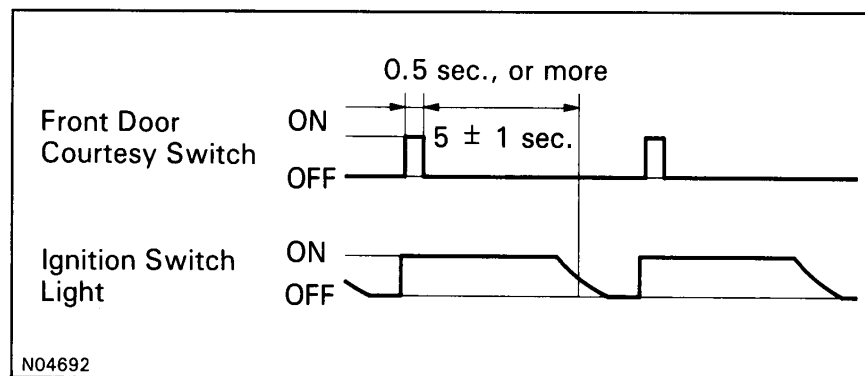 0.5 sec., or more
Front Door
Courtesy Switch
ON
5 ± 1 sec.
OFF
Ignition Switch
Light
ON
OFF
N04692